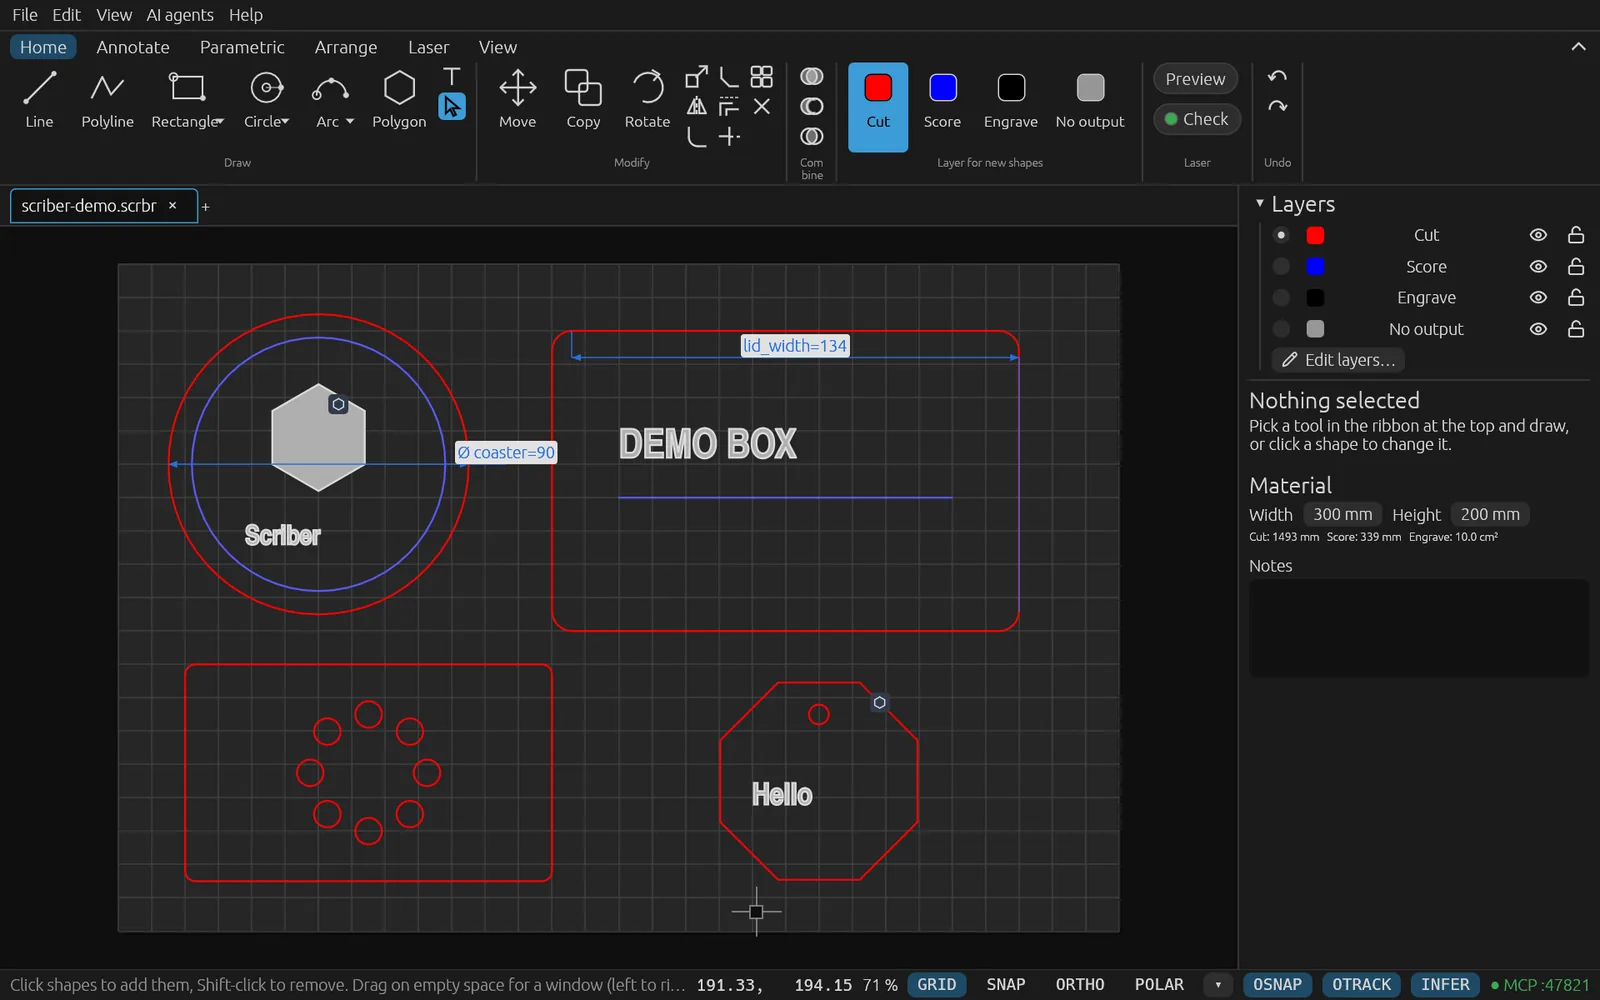 File Edit View AI agents Help
Home Annotate Parametric Arrange Laser View
Line Polyline Rectangle Circle Arc Polygon T
Move Copy Rotate
Cut Score Engrave No output
Preview
Check
Draw Modify Com
bine Layer for new shapes Laser Undo
scriber-demo.scrbr × +
Layers
Cut
Score
Engrave
No output
Edit layers…
Nothing selected
Pick a tool in the ribbon at the top and draw,
or click a shape to change it.
Material
Width 300 mm Height 200 mm
Cut: 1493 mm Score: 339 mm Engrave: 10.0 cm²
Notes
lid_width=134
Ø coaster=90
DEMO BOX
Scriber
Hello
Click shapes to add them, Shift-click to remove. Drag on empty space for a window (left to ri… 191.33, 194.15 71 % GRID SNAP ORTHO POLAR OSNAP OTRACK INFER MCP :47821